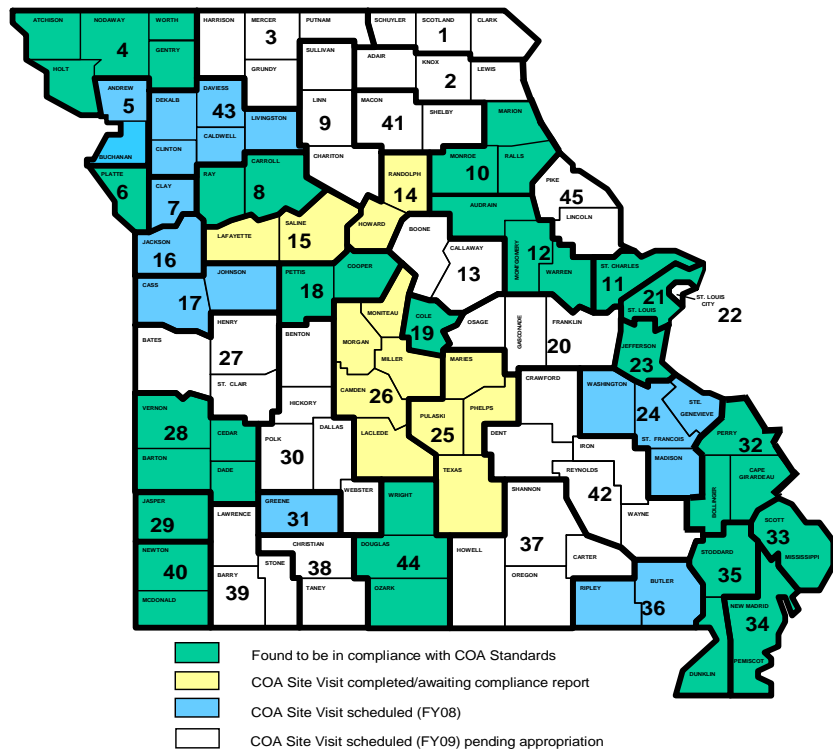 ATCHISON
NODAWAY
WORTH
HARRISON
MERCER
PUTNAM
SCHUYLER
SCOTLAND
CLARK
4
GENTRY
3
1
SULLIVAN
ADAIR
HOLT
GRUNDY
KNOX
LEWIS
2
ANDREW
5
DEKALB
DAVIESS
43
LINN
9
MACON
41
SHELBY
MARION
LIVINGSTON
CALDWELL
CLINTON
BUCHANAN
CHARITON
MONROE
RALLS
10
PLATTE
6
RAY
CARROLL
8
RANDOLPH
14
PIKE
45
CLAY
7
AUDRAIN
LINCOLN
LAFAYETTE
SALINE
15
HOWARD
BOONE
CALLAWAY
13
MONTGOMERY
12
WARREN
JACKSON
16
ST. CHARLES
11
21
ST. LOUIS
ST. LOUIS
CITY
22
CASS
17
JOHNSON
PETTIS
18
COOPER
MONITEAU
COLE
19
OSAGE
GASCONADE
FRANKLIN
20
JEFFERSON
23
BATES
HENRY
27
BENTON
MORGAN
MILLER
MARIES
ST. CLAIR
CAMDEN
26
HICKORY
PULASKI
25
PHELPS
CRAWFORD
WASHINGTON
24
STE.
GENEVIEVE
ST. FRANCOIS
VERNON
28
CEDAR
POLK
30
DALLAS
LACLEDE
DENT
IRON
MADISON
PERRY
32
BARTON
DADE
TEXAS
REYNOLDS
42
BOLLINGER
CAPE
GIRARDEAU
JASPER
29
GREENE
31
WEBSTER
WRIGHT
SHANNON
37
WAYNE
LAWRENCE
SCOTT
33
MISSISSIPPI
NEWTON
40
CHRISTIAN
38
DOUGLAS
44
HOWELL
CARTER
STODDARD
35
BARRY
39
STONE
TANEY
OZARK
OREGON
RIPLEY
BUTLER
36
MCDONALD
NEW MADRID
34
DUNKLIN
PEMISCOT
Found to be in compliance with COA Standards
COA Site Visit completed/awaiting compliance report
COA Site Visit scheduled (FY08)
COA Site Visit scheduled (FY09) pending appropriation